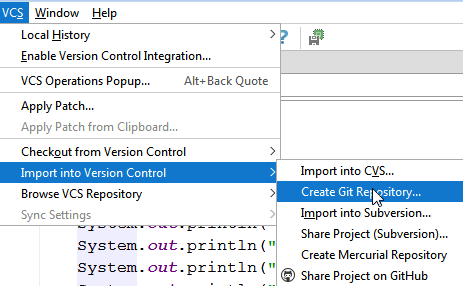 VCS Window Help
Local History
Enable Version Control Integration...
VCS Operations Popup... Alt+Back Quote
Apply Patch...
Apply Patch from Clipboard...
Checkout from Version Control
Import into Version Control
Browse VCS Repository
Sync Settings
Import into CVS...
Create Git Repository...
Import into Subversion...
Share Project (Subversion)...
Create Mercurial Repository
Share Project on GitHub
System.out.println("
System.out.println("
System.out.println("